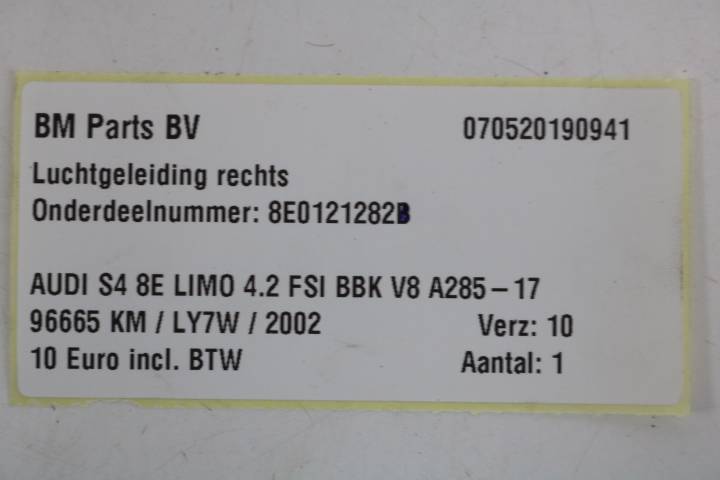 BM Parts BV 070520190941
Luchtgeleiding rechts
Onderdeelnummer: 8E0121282B
AUDI S4 8E LIMO 4.2 FSI BBK V8 A285-17
96665 KM / LY7W / 2002 Verz: 10
10 Euro incl. BTW Aantal: 1